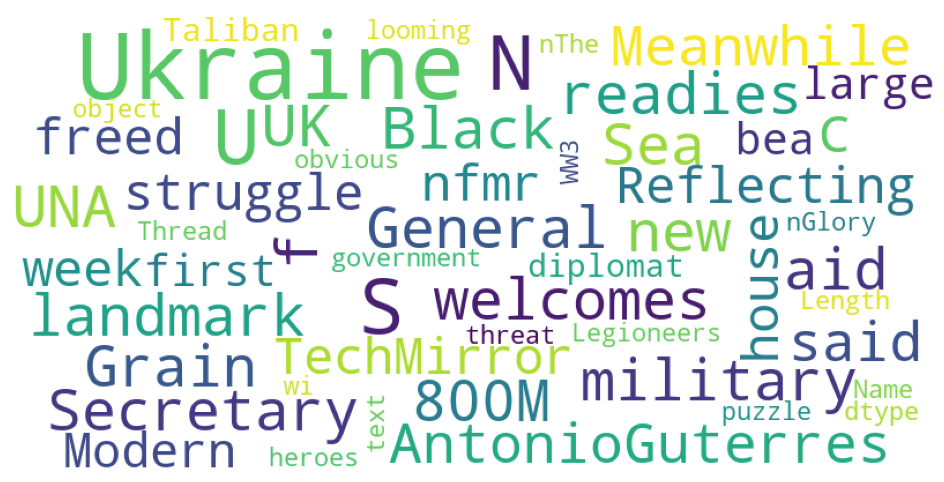 Taliban looming
Ukraine N nThe Meanwhile
object readies large
freed U UK Black Sea bea C
obvious WW3
UNA struggle nfmr Reflecting
Thread f General new nGlory
week first government diplomat house aid
landmark S welcomes Length
threat Legioneers said
Grain TechMirror
wi military Name
Secretary 800M puzzle dtype
Modern heroes text AntonioGuterres